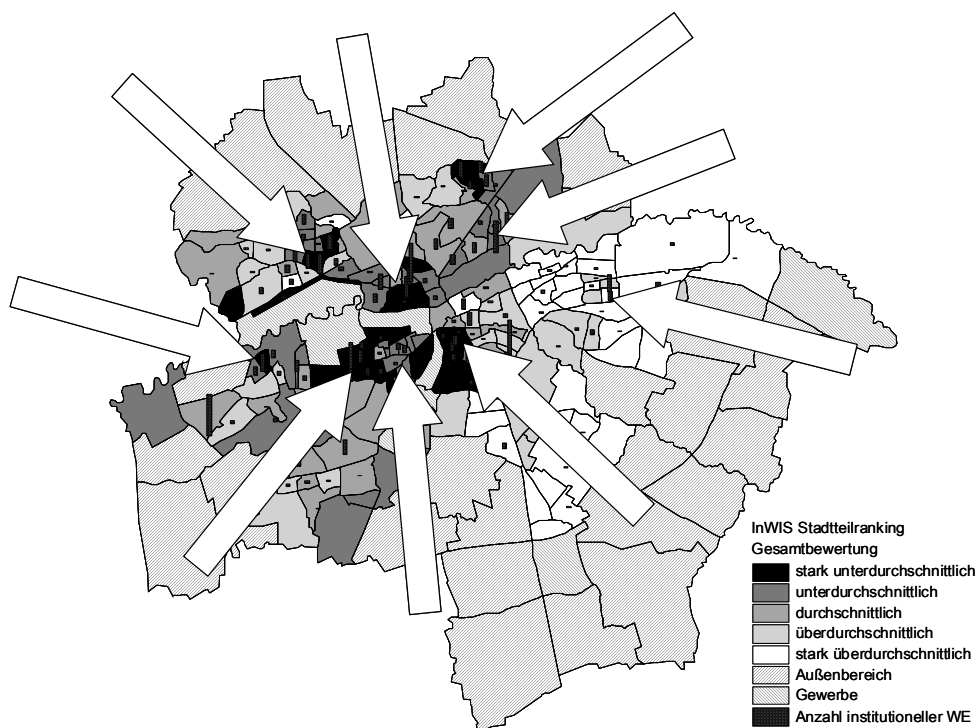 InWIS Stadtteilranking
Gesamtbewertung
stark unterdurchschnittlich
unterdurchschnittlich
durchschnittlich
überdurchschnittlich
stark überdurchschnittlich
Außenbereich
Gewerbe
Anzahl institutioneller WE